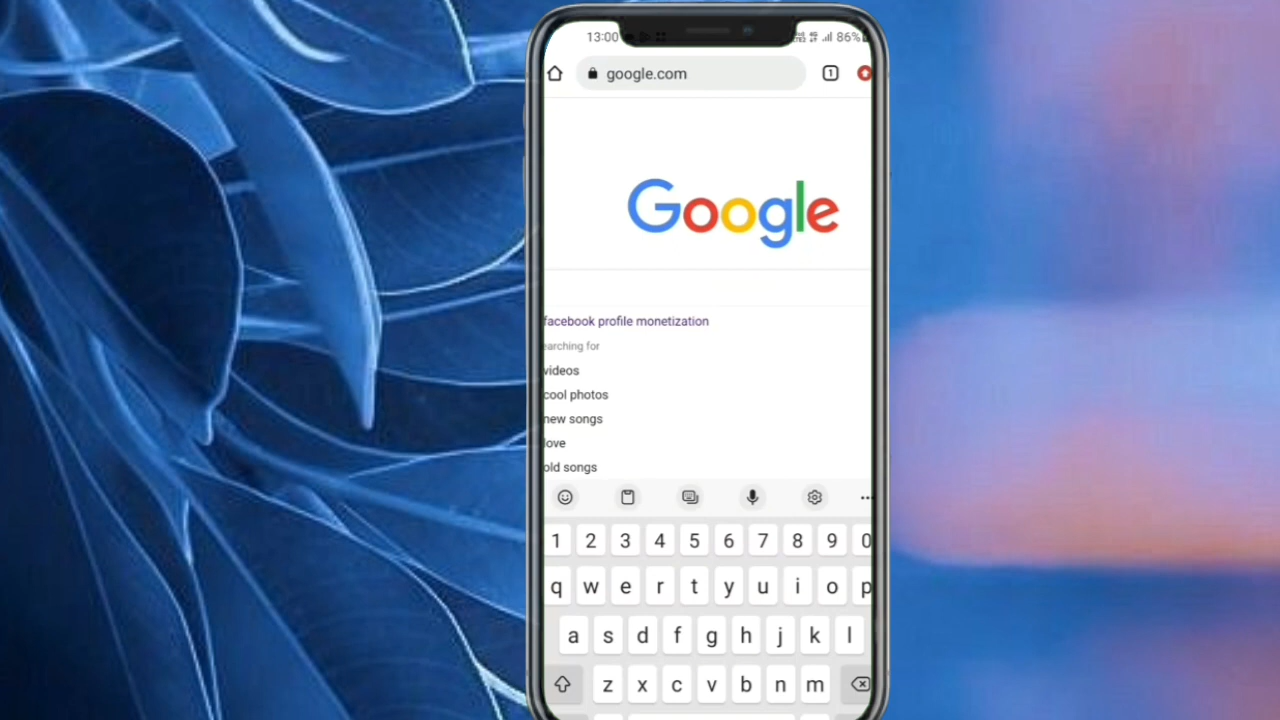 13:00 86%
google.com 1
Google
facebook profile monetization
earching for
videos
cool photos
new songs
love
old songs
1 2 3 4 5 6 7 8 9 0
q w e r t y u i o p
a s d f g h j k l
z x c v b n m